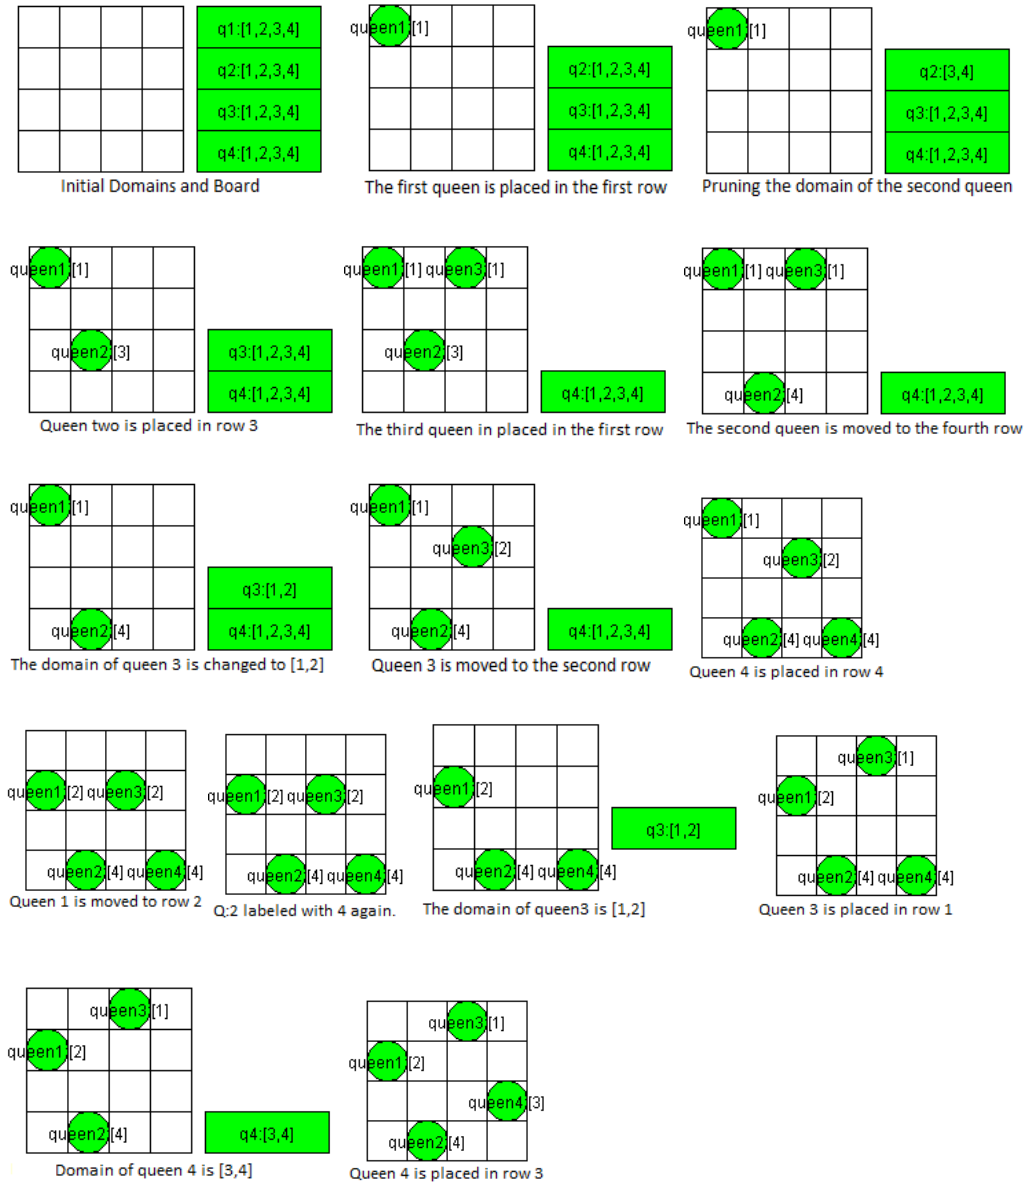 q1:[1,2,3,4]
q2:[1,2,3,4]
q3:[1,2,3,4]
q4:[1,2,3,4]
Initial Domains and Board
queen1 [1]
q2:[1,2,3,4]
q3:[1,2,3,4]
q4:[1,2,3,4]
The first queen is placed in the first row
queen1 [1]
q2:[3,4]
q3:[1,2,3,4]
q4:[1,2,3,4]
Pruning the domain of the second queen
queen1 [1]
queen2 [3]
q3:[1,2,3,4]
q4:[1,2,3,4]
Queen two is placed in row 3
queen1 [1] queen3 [1]
queen2 [3]
q4:[1,2,3,4]
The third queen in placed in the first row
queen1 [1] queen3 [1]
queen2 [4]
q4:[1,2,3,4]
The second queen is moved to the fourth row
queen1 [1]
queen2 [4]
q3:[1,2]
q4:[1,2,3,4]
The domain of queen 3 is changed to [1,2]
queen1 [1]
queen3 [2]
queen2 [4]
q4:[1,2,3,4]
Queen 3 is moved to the second row
queen1 [1]
queen3 [2]
queen2 [4] queen4 [4]
Queen 4 is placed in row 4
queen1 [2] queen3 [2]
queen2 [4] queen4 [4]
Queen 1 is moved to row 2
queen1 [2] queen3 [2]
queen2 [4] queen4 [4]
Q:2 labeled with 4 again.
queen1 [2]
queen2 [4] queen4 [4]
q3:[1,2]
The domain of queen3 is [1,2]
queen3 [1]
queen1 [2]
queen2 [4] queen4 [4]
Queen 3 is placed in row 1
queen3 [1]
queen1 [2]
queen2 [4]
q4:[3,4]
Domain of queen 4 is [3,4]
queen3 [1]
queen1 [2]
queen4 [3]
queen2 [4]
Queen 4 is placed in row 3